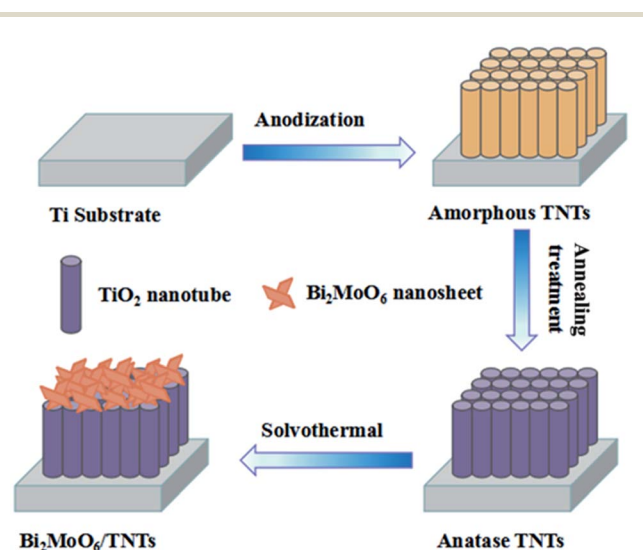 Anodization
Ti Substrate
Amorphous TNTs
Annealing
treatment
TiO₂ nanotube
Bi₂MoO₆ nanosheet
Solvothermal
Bi₂MoO₆/TNTs
Anatase TNTs